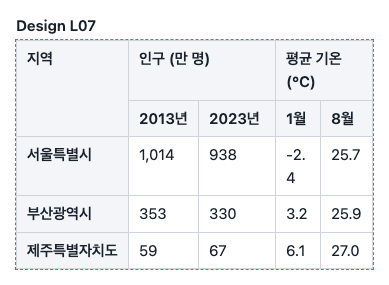 Design L07
지역 인구 (만 명) 평균 기온
(°C)
2013년 2023년 1월 8월
서울특별시 1,014 938 -2. 25.7
4
부산광역시 353 330 3.2 25.9
제주특별자치도 59 67 6.1 27.0